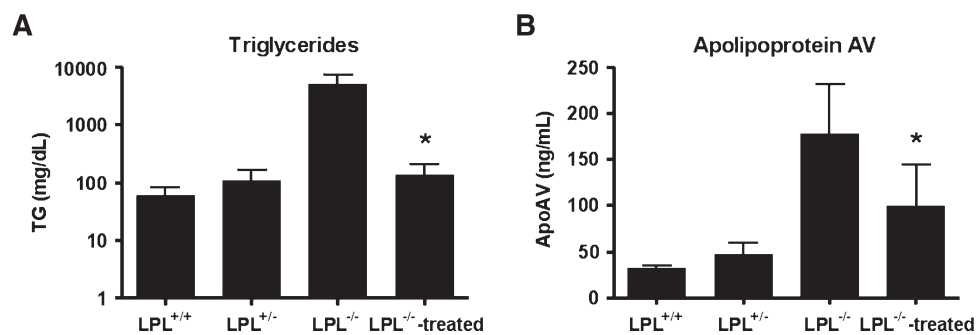 A
Triglycerides
TG (mg/dL)
10000
1000
100
10
1
LPL+/+ LPL+/- LPL-/- LPL-/--treated
*
B
Apolipoprotein AV
ApoAV (ng/mL)
250
200
150
100
50
0
LPL+/+ LPL+/- LPL-/- LPL-/--treated
*